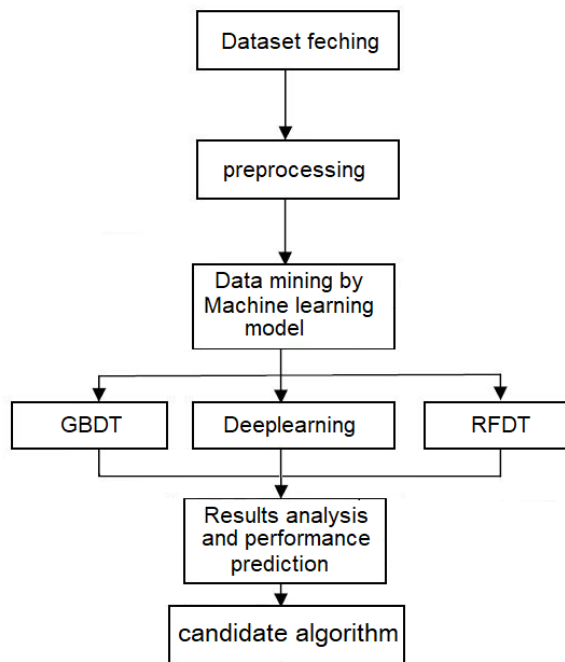 Dataset feching
preprocessing
Data mining by
Machine learning
model
GBDT
Deeplearning
RFDT
Results analysis
and performance
prediction
candidate algorithm